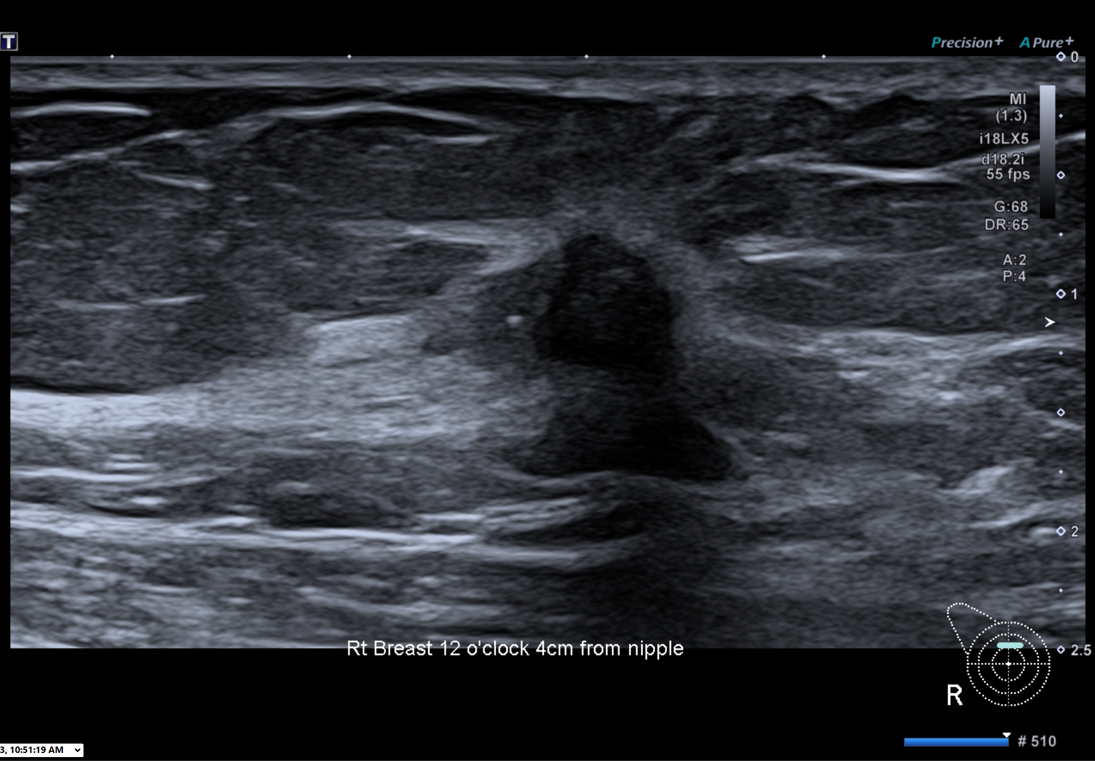 T
Precision+ APure+
0
MI
(1.3)
i18LX5
d18.2i
55 fps
G:68
DR:65
A:2
P:4
1
2
Rt Breast 12 o'clock 4cm from nipple
2.5
R
# 510
3, 10:51:19 AM